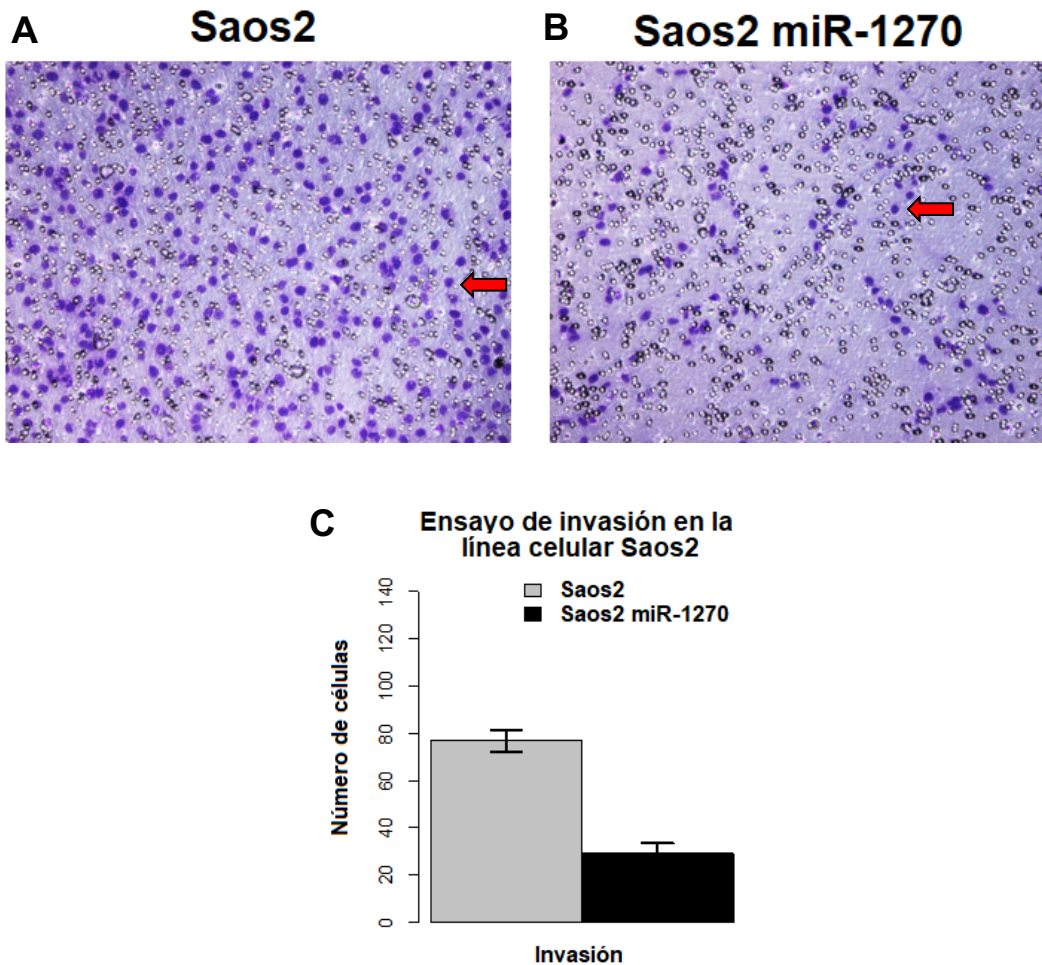 A
Saos2
B
Saos2 miR-1270
C
Ensayo de invasión en la
línea celular Saos2
Saos2
Saos2 miR-1270
140
120
100
80
60
40
20
0
Número de células
Invasión